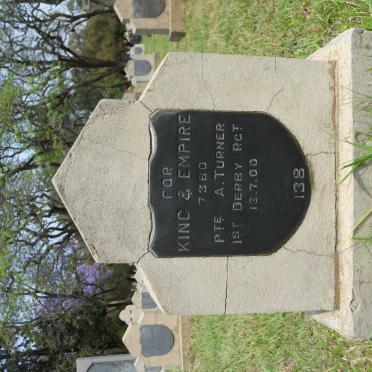 FOR
KING & EMPIRE
7360
PTE A. TURNER
1ST DERBY RGT
13.7.00
138